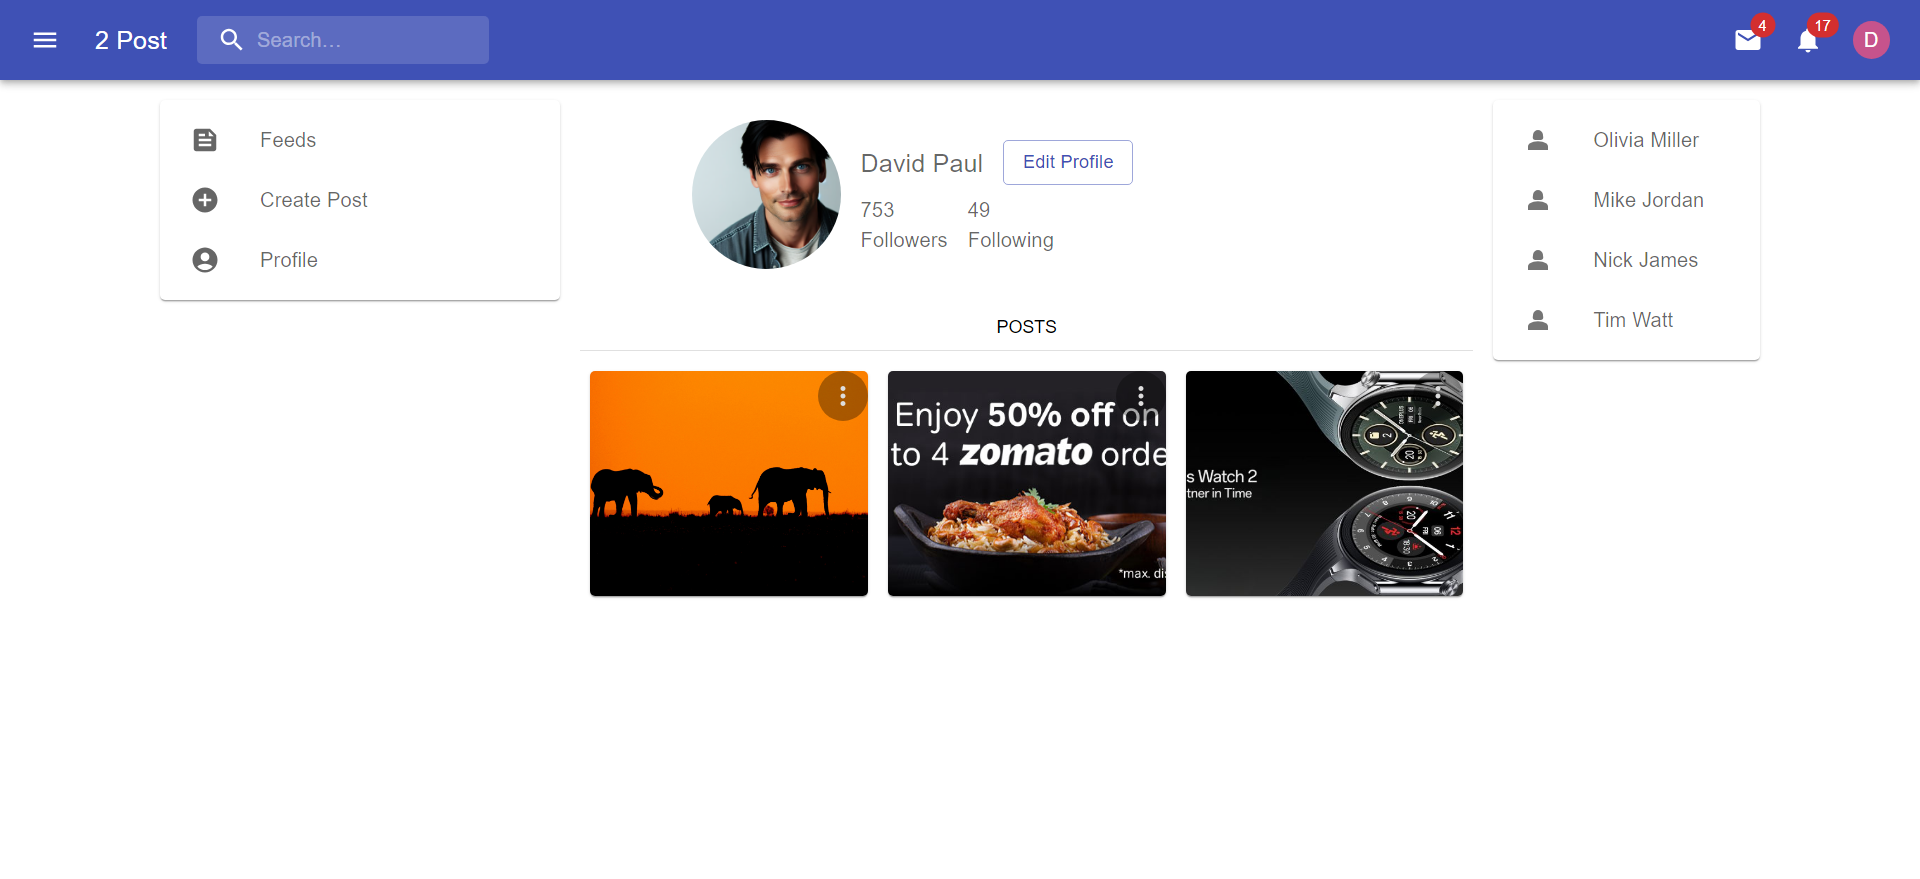 2 Post
Search...
4
17
D
Feeds
Create Post
Profile
David Paul
Edit Profile
753
49
Followers
Following
POSTS
Enjoy 50% off on
to 4 zomato orde
*max. dis
s Watch 2
tner in Time
Olivia Miller
Mike Jordan
Nick James
Tim Watt